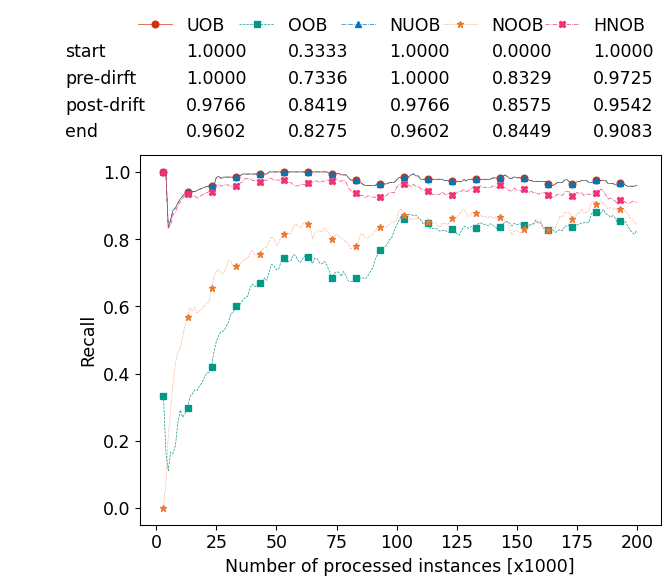 UOB OOB NUOB NOOB HNOB
start 1.0000 0.3333 1.0000 0.0000 1.0000
pre-dirft 1.0000 0.7336 1.0000 0.8329 0.9725
post-drift 0.9766 0.8419 0.9766 0.8575 0.9542
end 0.9602 0.8275 0.9602 0.8449 0.9083
1.0
0.8
0.6
0.4
0.2
0.0
Recall
0 25 50 75 100 125 150 175 200
Number of processed instances [x1000]